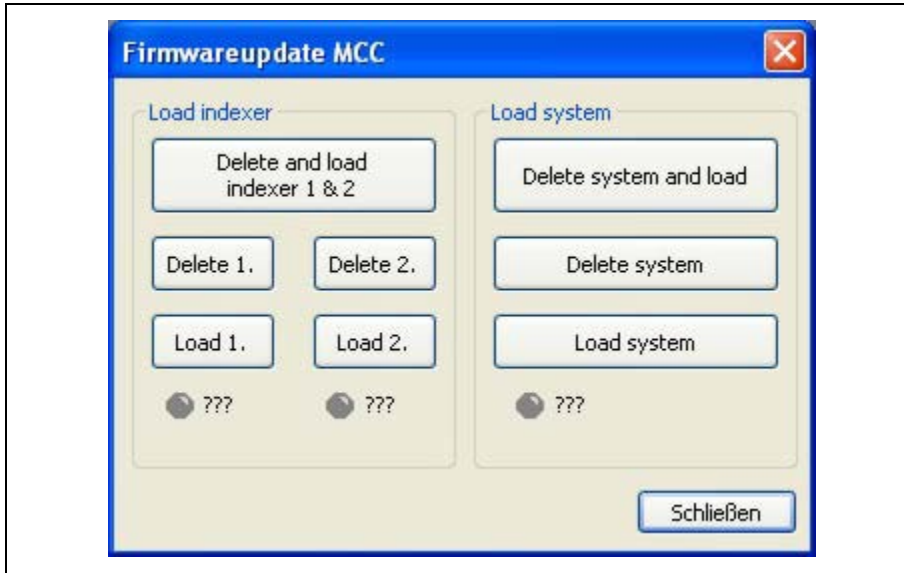 Firmwareupdate MCC
Load indexer
Delete and load
indexer 1 & 2
Delete 1.
Delete 2.
Load 1.
Load 2.
???
???
Load system
Delete system and load
Delete system
Load system
???
Schließen